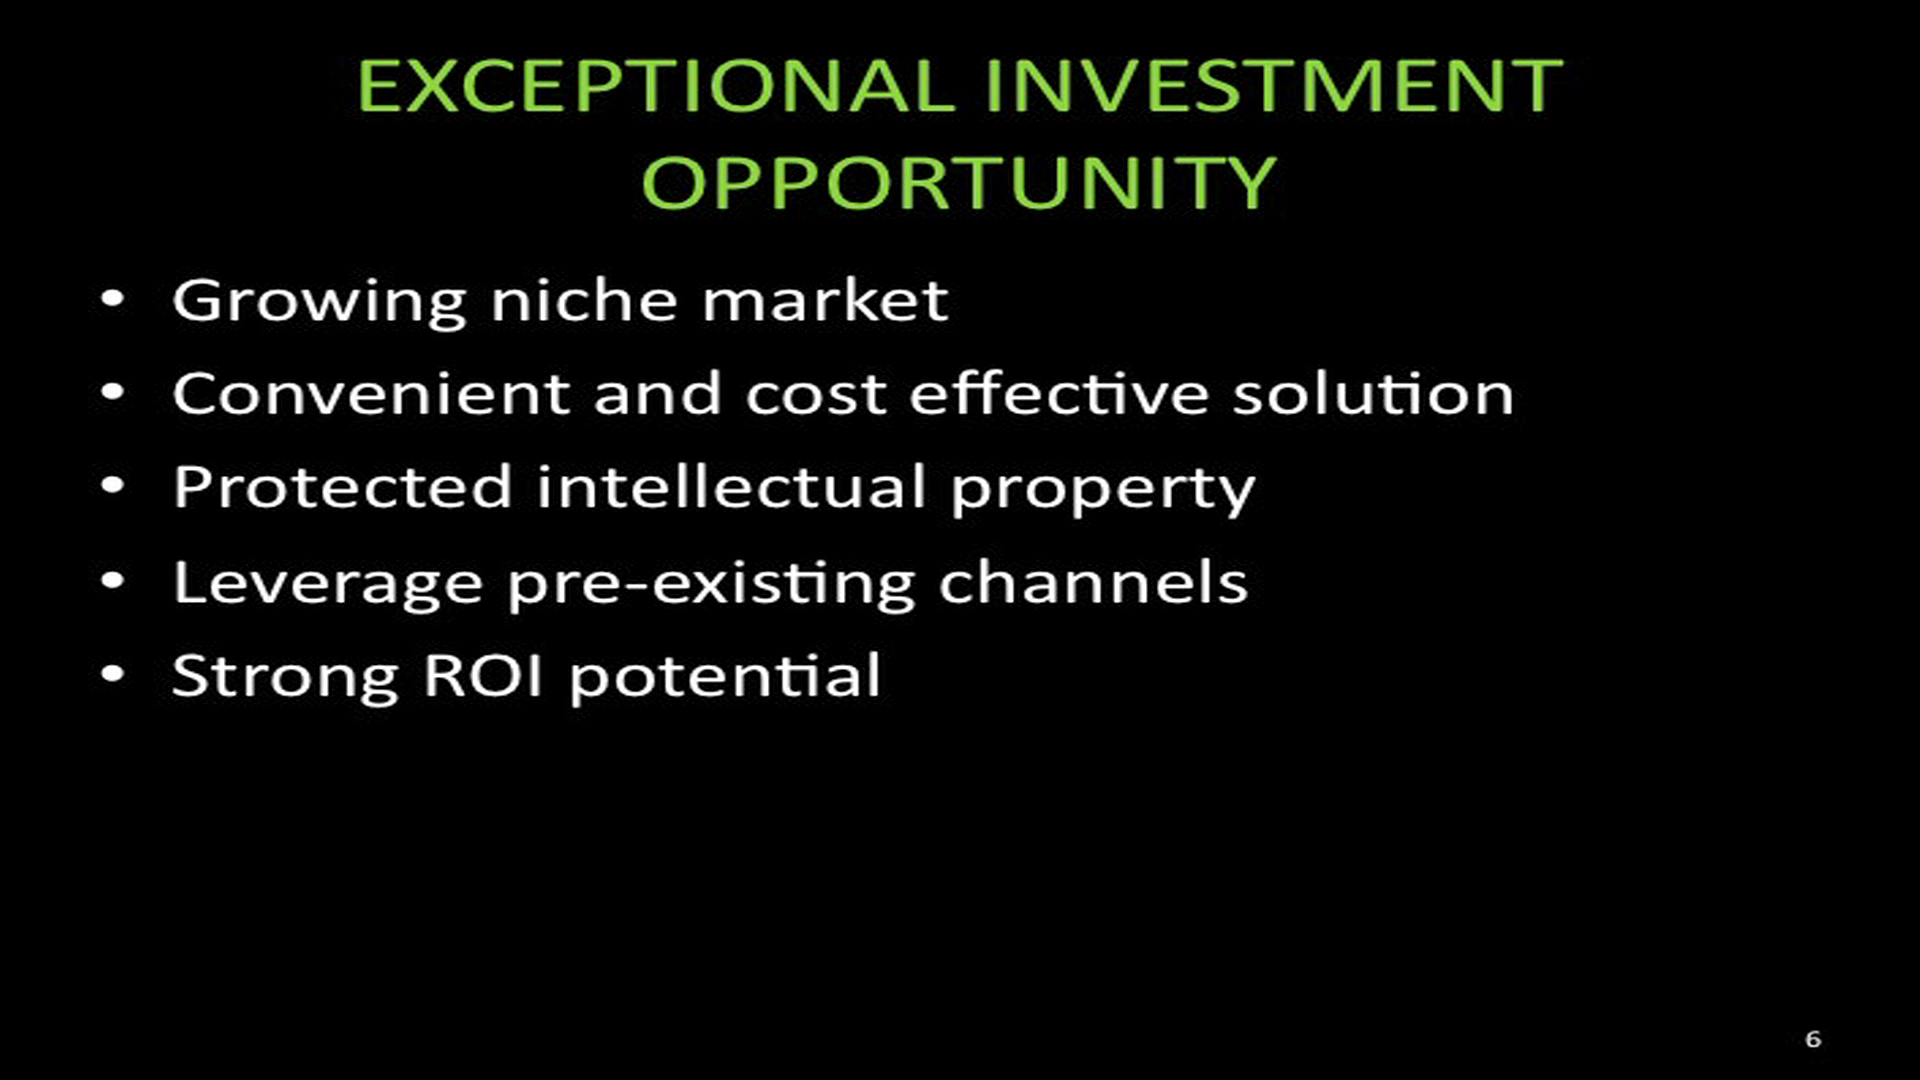 EXCEPTIONAL INVESTMENT
OPPORTUNITY
• Growing niche market
• Convenient and cost effective solution
• Protected intellectual property
• Leverage pre-existing channels
• Strong ROI potential
6